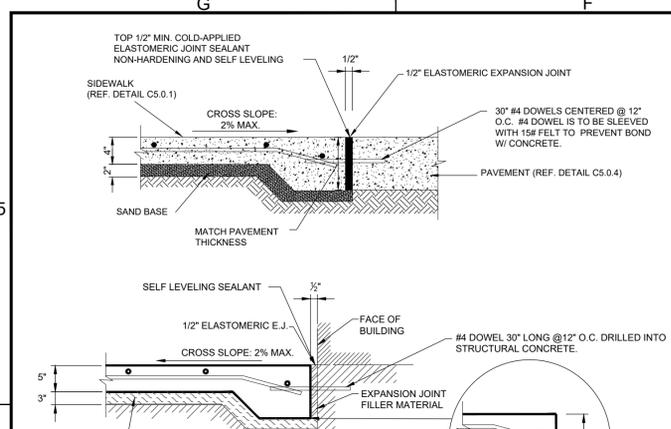 G
F
5
TOP 1/2" MIN. COLD-APPLIED
ELASTOMERIC JOINT SEALANT
NON-HARDENING AND SELF LEVELING
1/2"
1/2" ELASTOMERIC EXPANSION JOINT
SIDEWALK
(REF. DETAIL C5.0.1)
CROSS SLOPE:
2% MAX.
30" #4 DOWELS CENTERED @ 12"
O.C. #4 DOWEL IS TO BE SLEEVED
WITH 15# FELT TO PREVENT BOND
W/ CONCRETE.
4"
2"
PAVEMENT (REF. DETAIL C5.0.4)
SAND BASE
MATCH PAVEMENT
THICKNESS
SELF LEVELING SEALANT
½"
1/2" ELASTOMERIC E.J.
FACE OF
BUILDING
#4 DOWEL 30" LONG @12" O.C. DRILLED INTO
STRUCTURAL CONCRETE.
CROSS SLOPE: 2% MAX.
5"
3"
EXPANSION JOINT
FILLER MATERIAL